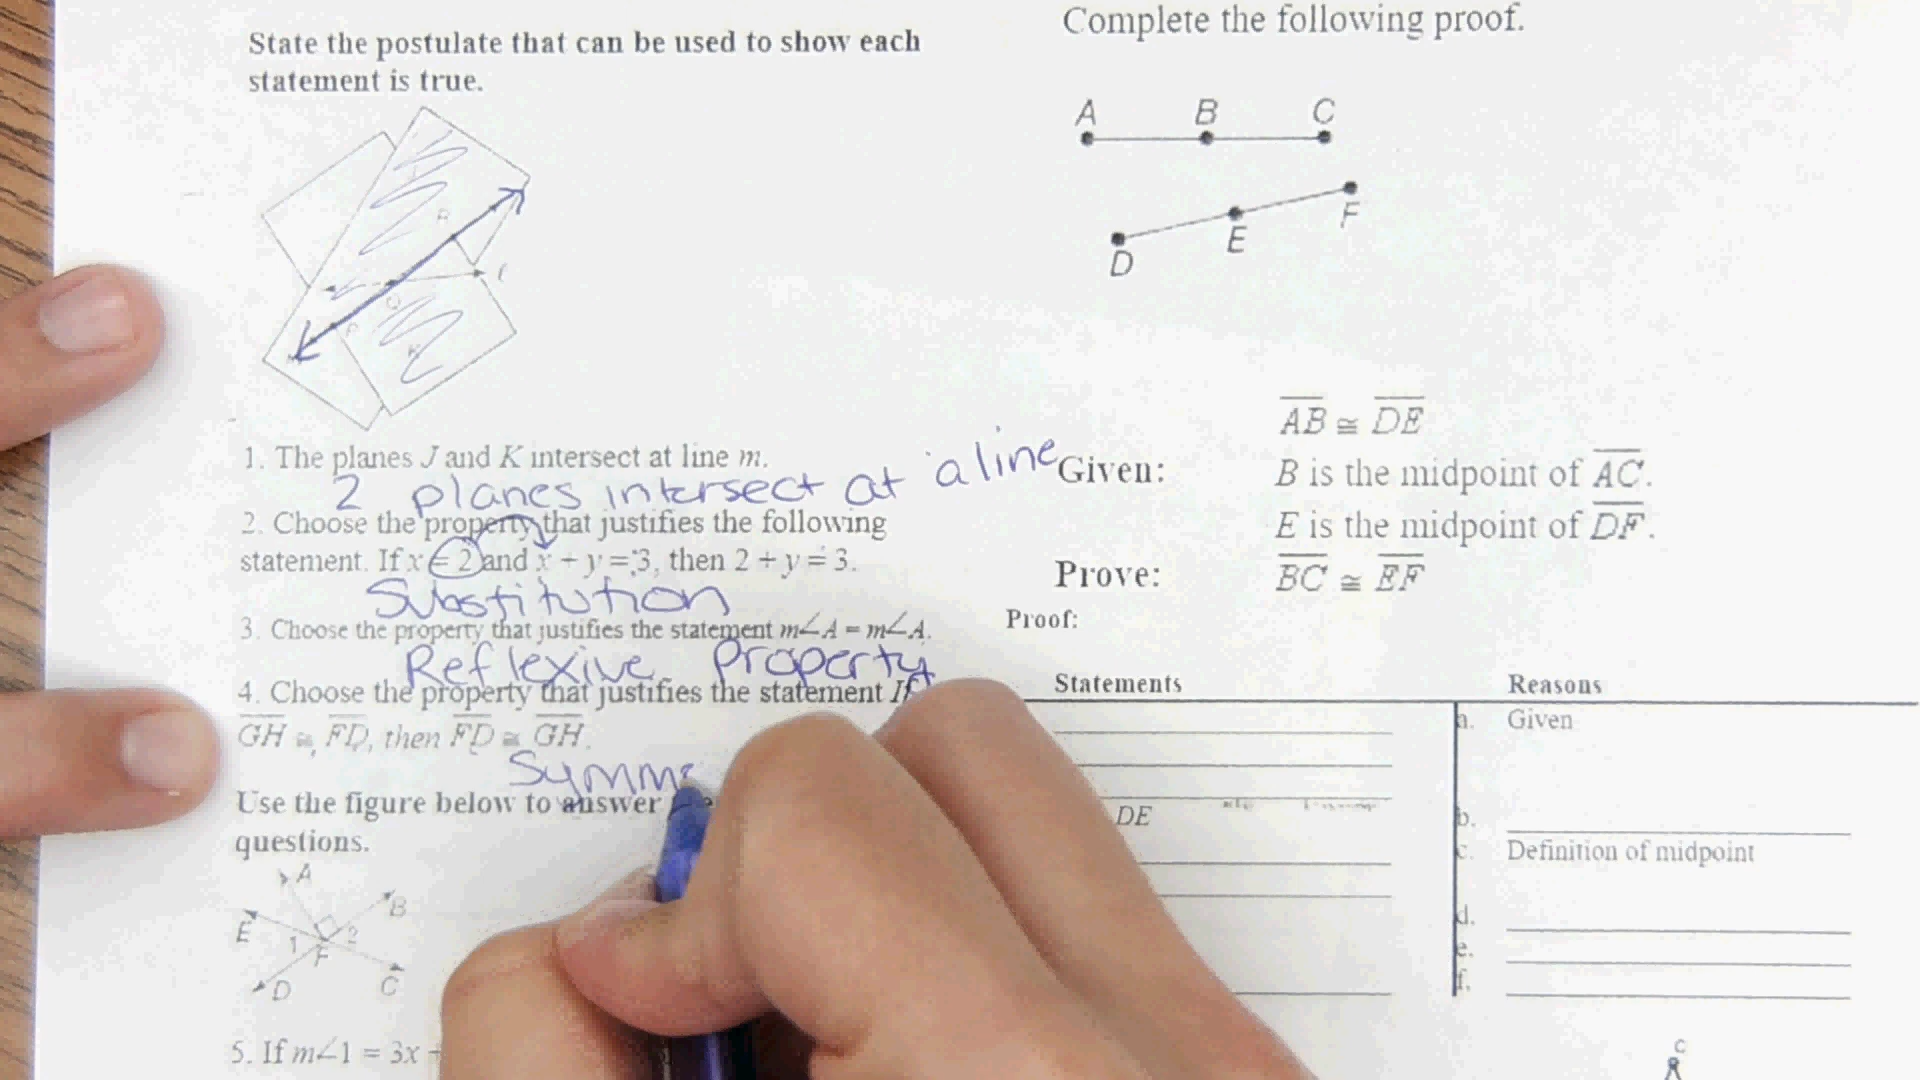 State the postulate that can be used to show each
statement is true.
1. The planes J and K intersect at line m.
2 planes intersect at a line
2. Choose the property that justifies the following
statement. If x = 2 and x + y = 3, then 2 + y = 3.
Substitution
3. Choose the property that justifies the statement m∠A = m∠A.
Reflexive Property
4. Choose the property that justifies the statement If
GH ≅ FD, then FD ≅ GH.
Symme
Use the figure below to answer
questions.
A
B
E
1
2
F
D
C
5. If m∠1 = 3x
Complete the following proof.
A B C
F
E
D
AB ≅ DE
Given: B is the midpoint of AC.
E is the midpoint of DF.
Prove: BC ≅ EF
Proof:
Statements Reasons
a. Given
DE
b.
c. Definition of midpoint
d.
e.
f.
C